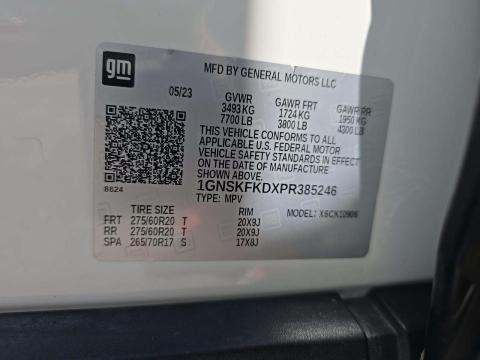 gm
MFD BY GENERAL MOTORS LLC
05/23 GVWR GAWR FRT GAWR RR
3493 KG 1724 KG 1950 KG
7700 LB 3800 LB 4300 LB
THIS VEHICLE CONFORMS TO ALL
APPLICABLE U.S. FEDERAL MOTOR
VEHICLE SAFETY AND THEFT PREVENTION
STANDARDS IN EFFECT ON THE DATE OF
MANUFACTURE SHOWN ABOVE.
8624 1GNSKFKDXPR385246
TYPE: MPV MODEL:
TIRE SIZE RIM
FRT 275/60R20 T 20X9J
RR 275/60R20 T 20X9J
SPA 265/70R17 S 17X8J